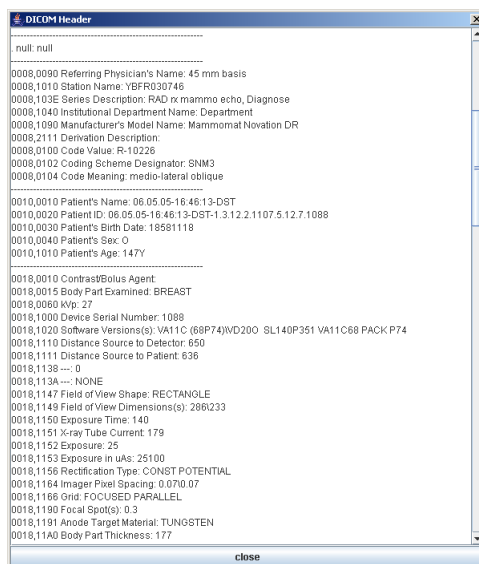 DICOM Header
-----------------------------------------------------------
. null: null
-----------------------------------------------------------
0008,0090 Referring Physician's Name: 45 mm basis
0008,1010 Station Name: YBFR030746
0008,103E Series Description: RAD rx mammo echo, Diagnose
0008,1040 Institutional Department Name: Department
0008,1090 Manufacturer's Model Name: Mammomat Novation DR
0008,2111 Derivation Description:
0008,0100 Code Value: R-10226
0008,0102 Coding Scheme Designator: SNM3
0008,0104 Code Meaning: medio-lateral oblique
-----------------------------------------------------------
0010,0010 Patient's Name: 06.05.05-16:46:13-DST
0010,0020 Patient ID: 06.05.05-16:46:13-DST-1.3.12.2.1107.5.12.7.1088
0010,0030 Patient's Birth Date: 18581118
0010,0040 Patient's Sex: O
0010,1010 Patient's Age: 147Y
-----------------------------------------------------------
0018,0010 Contrast/Bolus Agent:
0018,0015 Body Part Examined: BREAST
0018,0060 kVp: 27
0018,1000 Device Serial Number: 1088
0018,1020 Software Versions(s): VA11C (68P74)\VD20O  SL140P351 VA11C68 PACK P74
0018,1110 Distance Source to Detector: 650
0018,1111 Distance Source to Patient: 636
0018,1138 ---: 0
0018,113A ---: NONE
0018,1147 Field of View Shape: RECTANGLE
0018,1149 Field of View Dimensions(s): 286\233
0018,1150 Exposure Time: 140
0018,1151 X-ray Tube Current: 179
0018,1152 Exposure: 25
0018,1153 Exposure in uAs: 25100
0018,1156 Rectification Type: CONST POTENTIAL
0018,1164 Imager Pixel Spacing: 0.07\0.07
0018,1166 Grid: FOCUSED PARALLEL
0018,1190 Focal Spot(s): 0.3
0018,1191 Anode Target Material: TUNGSTEN
0018,11A0 Body Part Thickness: 177
close